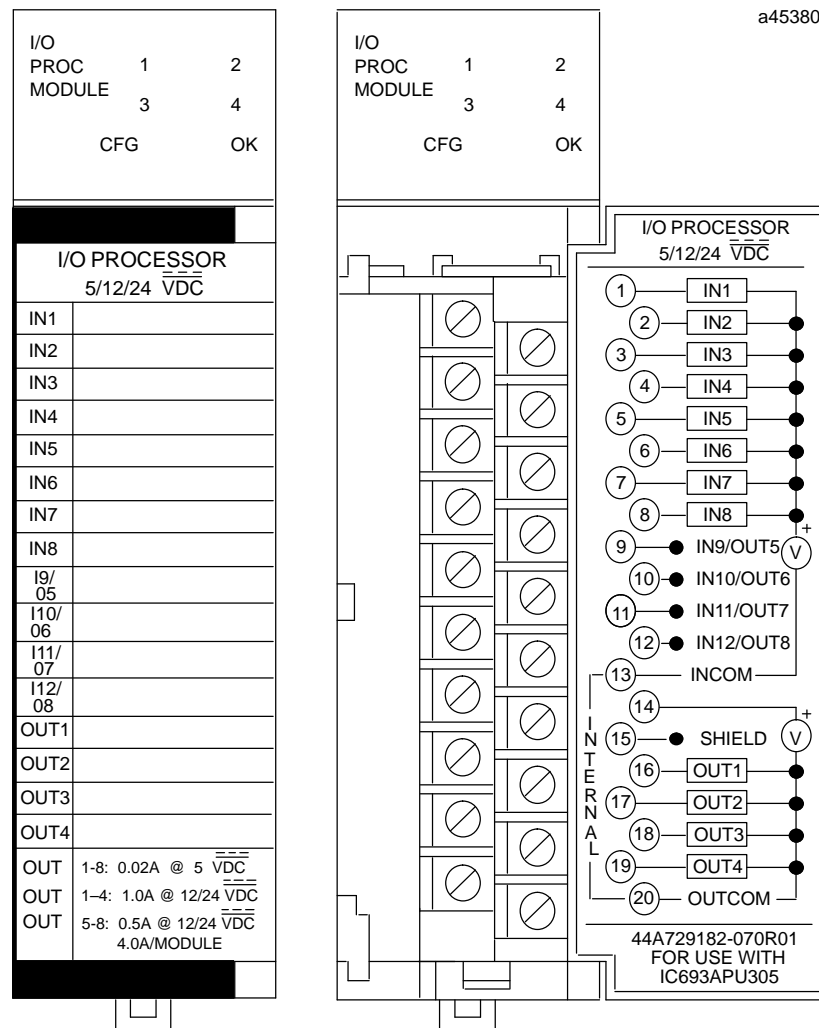 a45380
I/O
PROC 1 2
MODULE
3 4
CFG OK
I/O PROCESSOR
5/12/24 VDC
IN1
IN2
IN3
IN4
IN5
IN6
IN7
IN8
I9/
05
I10/
06
I11/
07
I12/
08
OUT1
OUT2
OUT3
OUT4
OUT 1-8: 0.02A @ 5 VDC
OUT 1–4: 1.0A @ 12/24 VDC
OUT 5-8: 0.5A @ 12/24 VDC
4.0A/MODULE
I/O
PROC 1 2
MODULE
3 4
CFG OK
I/O PROCESSOR
5/12/24 VDC
1 IN1
2 IN2
3 IN3
4 IN4
5 IN5
6 IN6
7 IN7
8 IN8
+
9 IN9/OUT5 V
10 IN10/OUT6
11 IN11/OUT7
12 IN12/OUT8
13 INCOM
14
+
15 SHIELD V
16 OUT1
17 OUT2
18 OUT3
19 OUT4
20 OUTCOM
INTERNAL
44A729182-070R01
FOR USE WITH
IC693APU305